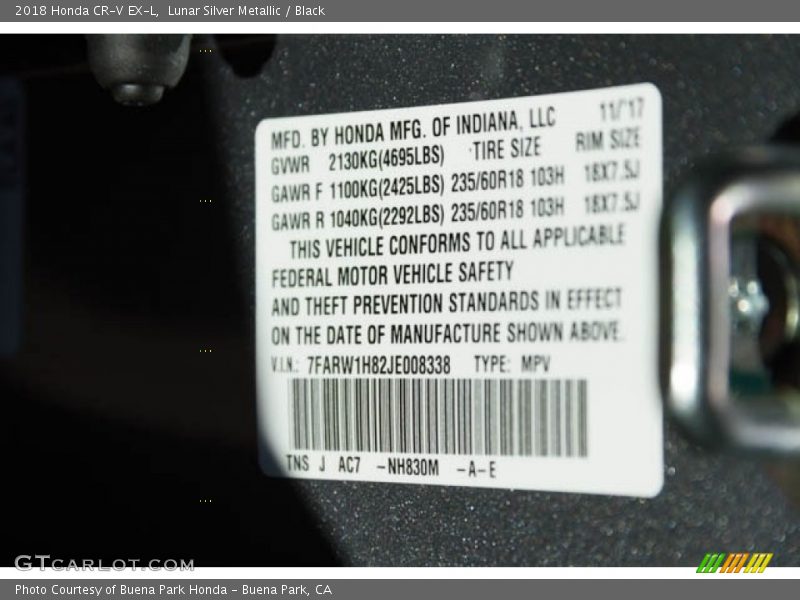 2018 Honda CR-V EX-L, Lunar Silver Metallic / Black
MFD. BY HONDA MFG. OF INDIANA, LLC 11/'17
GVWR 2130KG(4695LBS) TIRE SIZE RIM SIZE
GAWR F 1100KG(2425LBS) 235/60R18 103H 18X7.5J
GAWR R 1040KG(2292LBS) 235/60R18 103H 18X7.5J
THIS VEHICLE CONFORMS TO ALL APPLICABLE
FEDERAL MOTOR VEHICLE SAFETY
AND THEFT PREVENTION STANDARDS IN EFFECT
ON THE DATE OF MANUFACTURE SHOWN ABOVE.
V.I.N.: 7FARW1H82JE008338 TYPE: MPV
TNS J AC7 -NH830M -A-E
GTcarlot.com
Photo Courtesy of Buena Park Honda - Buena Park, CA